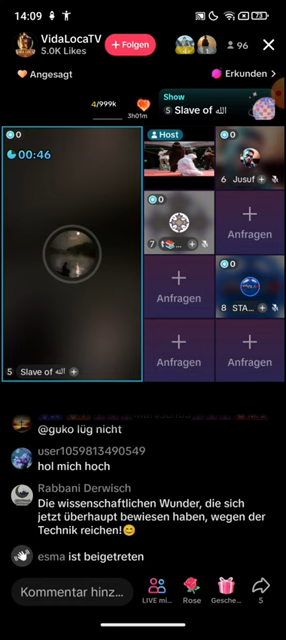 14:09
73
VidaLocaTV
5.0K Likes
+ Folgen
96
Angesagt
Erkunden >
4/999k
3h01m
Show
5 Slave of الله
0
00:46
Host
0
6 Jusuf
0
7
Anfragen
Anfragen
0
8 STA...
Anfragen
Anfragen
5 Slave of الله
@guko lüg nicht
user1059813490549
hol mich hoch
Rabbani Derwisch
Die wissenschaftlichen Wunder, die sich
jetzt überhaupt bewiesen haben, wegen der
Technik reichen!😊
esma ist beigetreten
Kommentar hinz...
LIVE mi...
Rose
Gesche...
5